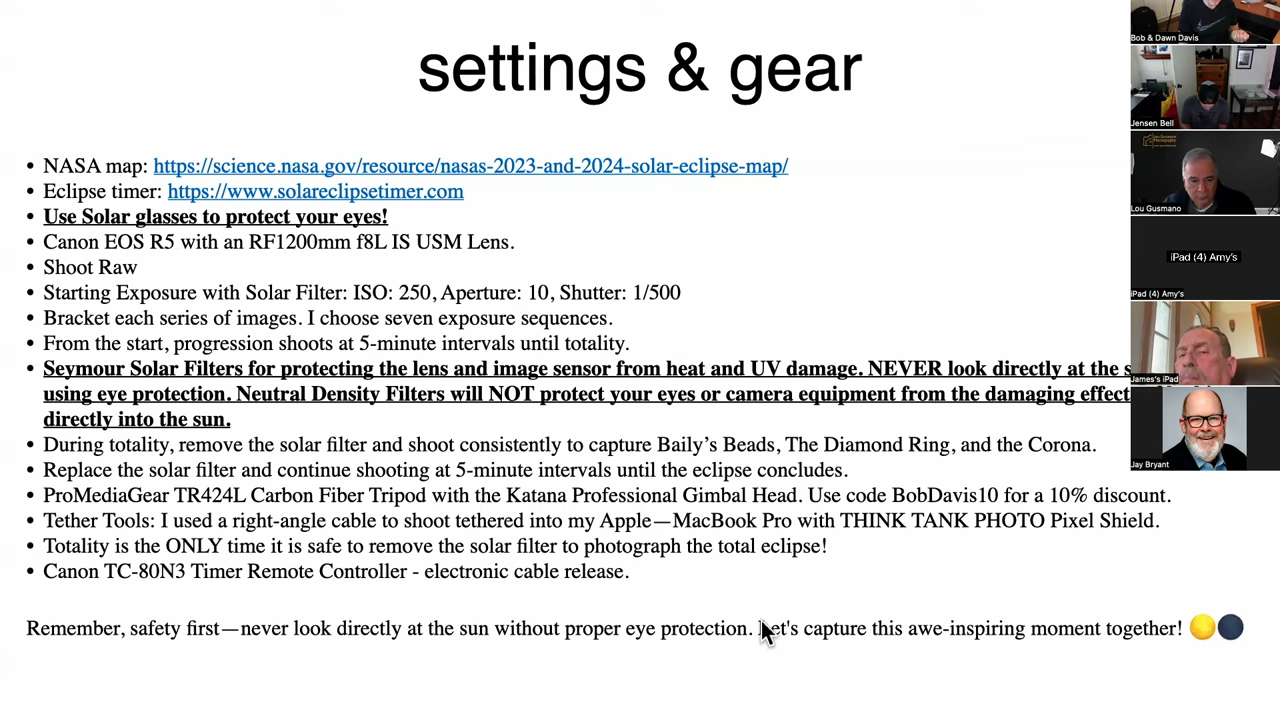 settings & gear
• NASA map: https://science.nasa.gov/resource/nasas-2023-and-2024-solar-eclipse-map/
• Eclipse timer: https://www.solareclipsetimer.com
• Use Solar glasses to protect your eyes!
• Canon EOS R5 with an RF1200mm f8L IS USM Lens.
• Shoot Raw
• Starting Exposure with Solar Filter: ISO: 250, Aperture: 10, Shutter: 1/500
• Bracket each series of images. I choose seven exposure sequences.
• From the start, progression shoots at 5-minute intervals until totality.
• Seymour Solar Filters for protecting the lens and image sensor from heat and UV damage. NEVER look directly at the s
using eye protection. Neutral Density Filters will NOT protect your eyes or camera equipment from the damaging effect
directly into the sun.
• During totality, remove the solar filter and shoot consistently to capture Baily’s Beads, The Diamond Ring, and the Corona.
• Replace the solar filter and continue shooting at 5-minute intervals until the eclipse concludes.
• ProMediaGear TR424L Carbon Fiber Tripod with the Katana Professional Gimbal Head. Use code BobDavis10 for a 10% discount.
• Tether Tools: I used a right-angle cable to shoot tethered into my Apple—MacBook Pro with THINK TANK PHOTO Pixel Shield.
• Totality is the ONLY time it is safe to remove the solar filter to photograph the total eclipse!
• Canon TC-80N3 Timer Remote Controller - electronic cable release.
Remember, safety first—never look directly at the sun without proper eye protection. Let's capture this awe-inspiring moment together!
Bob & Dawn Davis
Jensen Bell
Lou Gusmano
iPad (4) Amy's
iPad (4) Amy's
James's iPad
Jay Bryant